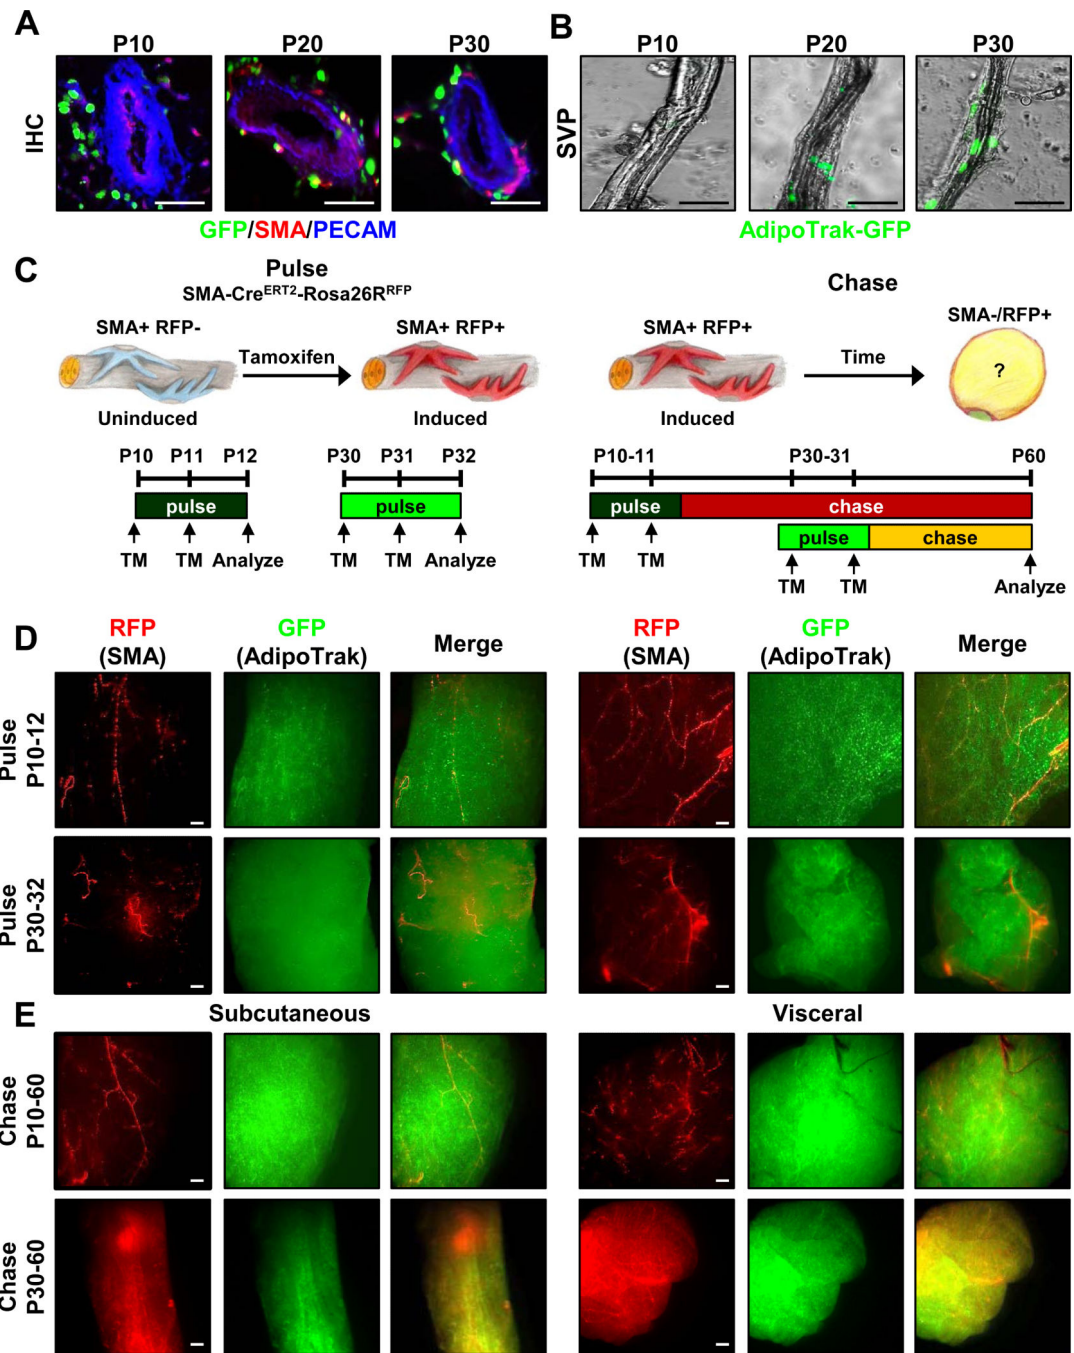 A
P10 P20 P30
IHC
GFP/SMA/PECAM
B
P10 P20 P30
SVP
AdipoTrak-GFP
C
Pulse
SMA-CreERT2-Rosa26RRFP
SMA+ RFP-
Tamoxifen
SMA+ RFP+
Uninduced
Induced
Chase
SMA+ RFP+
Time
SMA-/RFP+
?
Induced
P10 P11 P12
pulse
TM TM Analyze
P30 P31 P32
pulse
TM TM Analyze
P10-11 P30-31 P60
pulse chase
TM TM
pulse chase
TM TM Analyze
D
RFP
(SMA)
GFP
(AdipoTrak)
Merge
RFP
(SMA)
GFP
(AdipoTrak)
Merge
Pulse
P10-12
Pulse
P30-32
E
Subcutaneous
Visceral
Chase
P10-60
Chase
P30-60